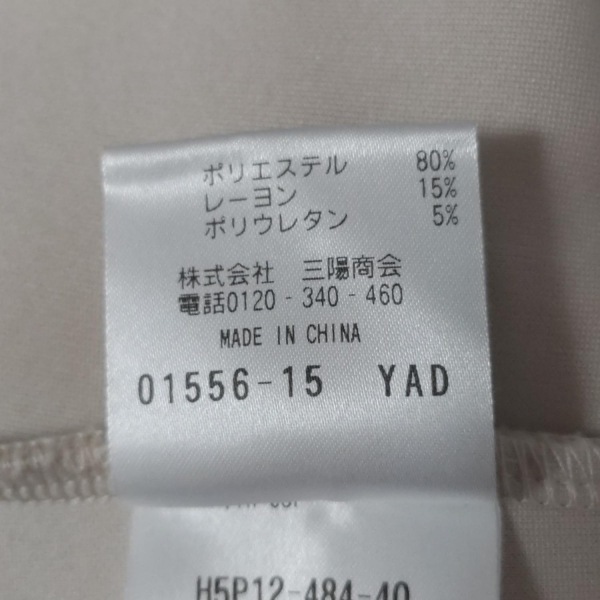 ポリエステル 80%
レーヨン 15%
ポリウレタン 5%
株式会社 三陽商会
電話0120-340-460
MADE IN CHINA
01556-15 YAD
H5P12-484-40